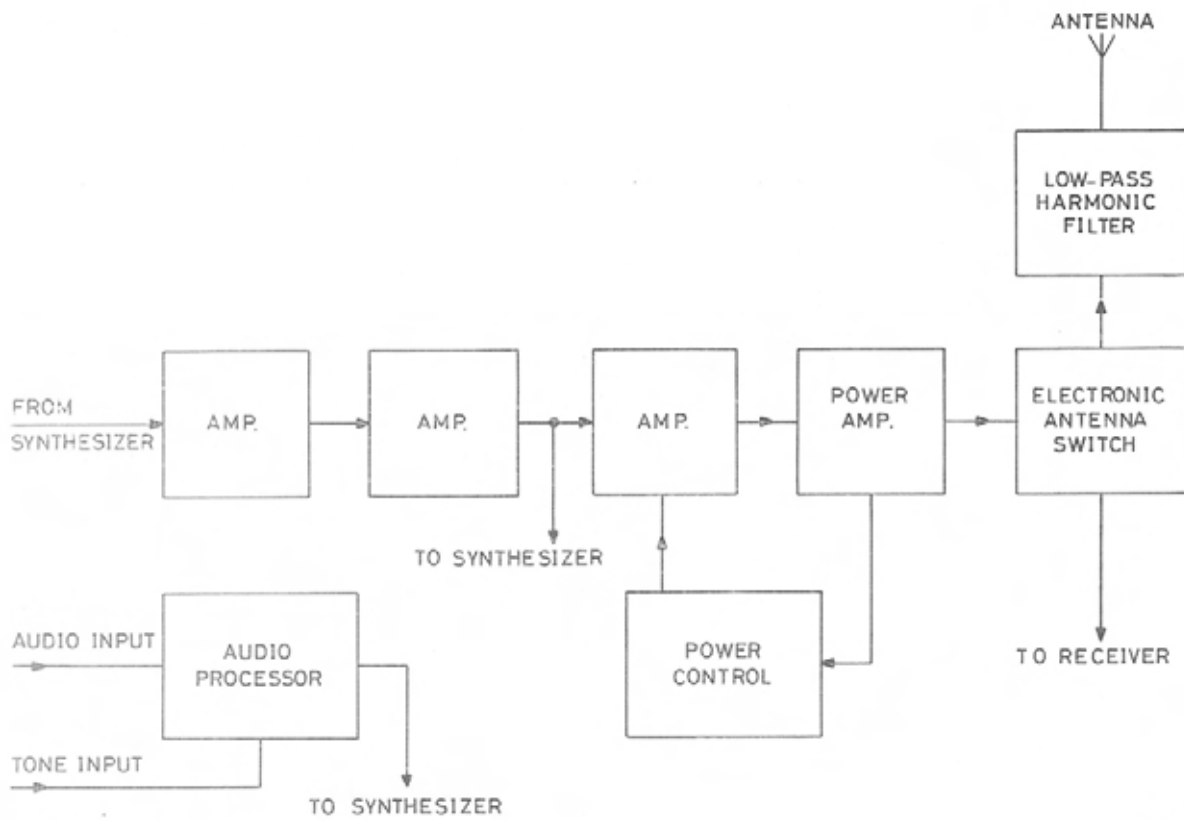 ANTENNA
LOW-PASS
HARMONIC
FILTER
FROM
SYNTHESIZER
AMP.
AMP.
AMP.
POWER
AMP.
ELECTRONIC
ANTENNA
SWITCH
TO SYNTHESIZER
AUDIO INPUT
AUDIO
PROCESSOR
POWER
CONTROL
TO RECEIVER
TONE INPUT
TO SYNTHESIZER